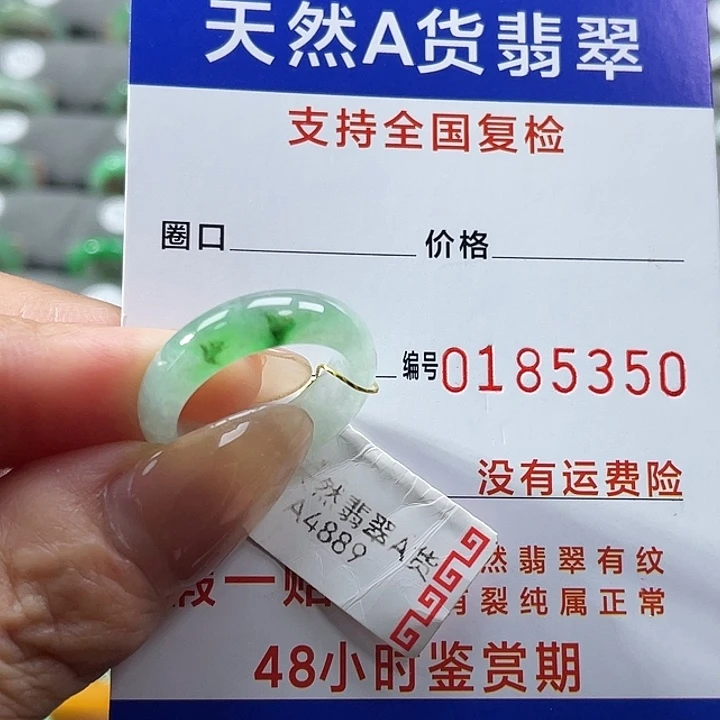 天然A货翡翠
支持全国复检
圈口 价格
编号0185350
没有运费险
然翡翠A货
A4889
然翡翠有纹
有裂纯属正常
一
48小时鉴赏期